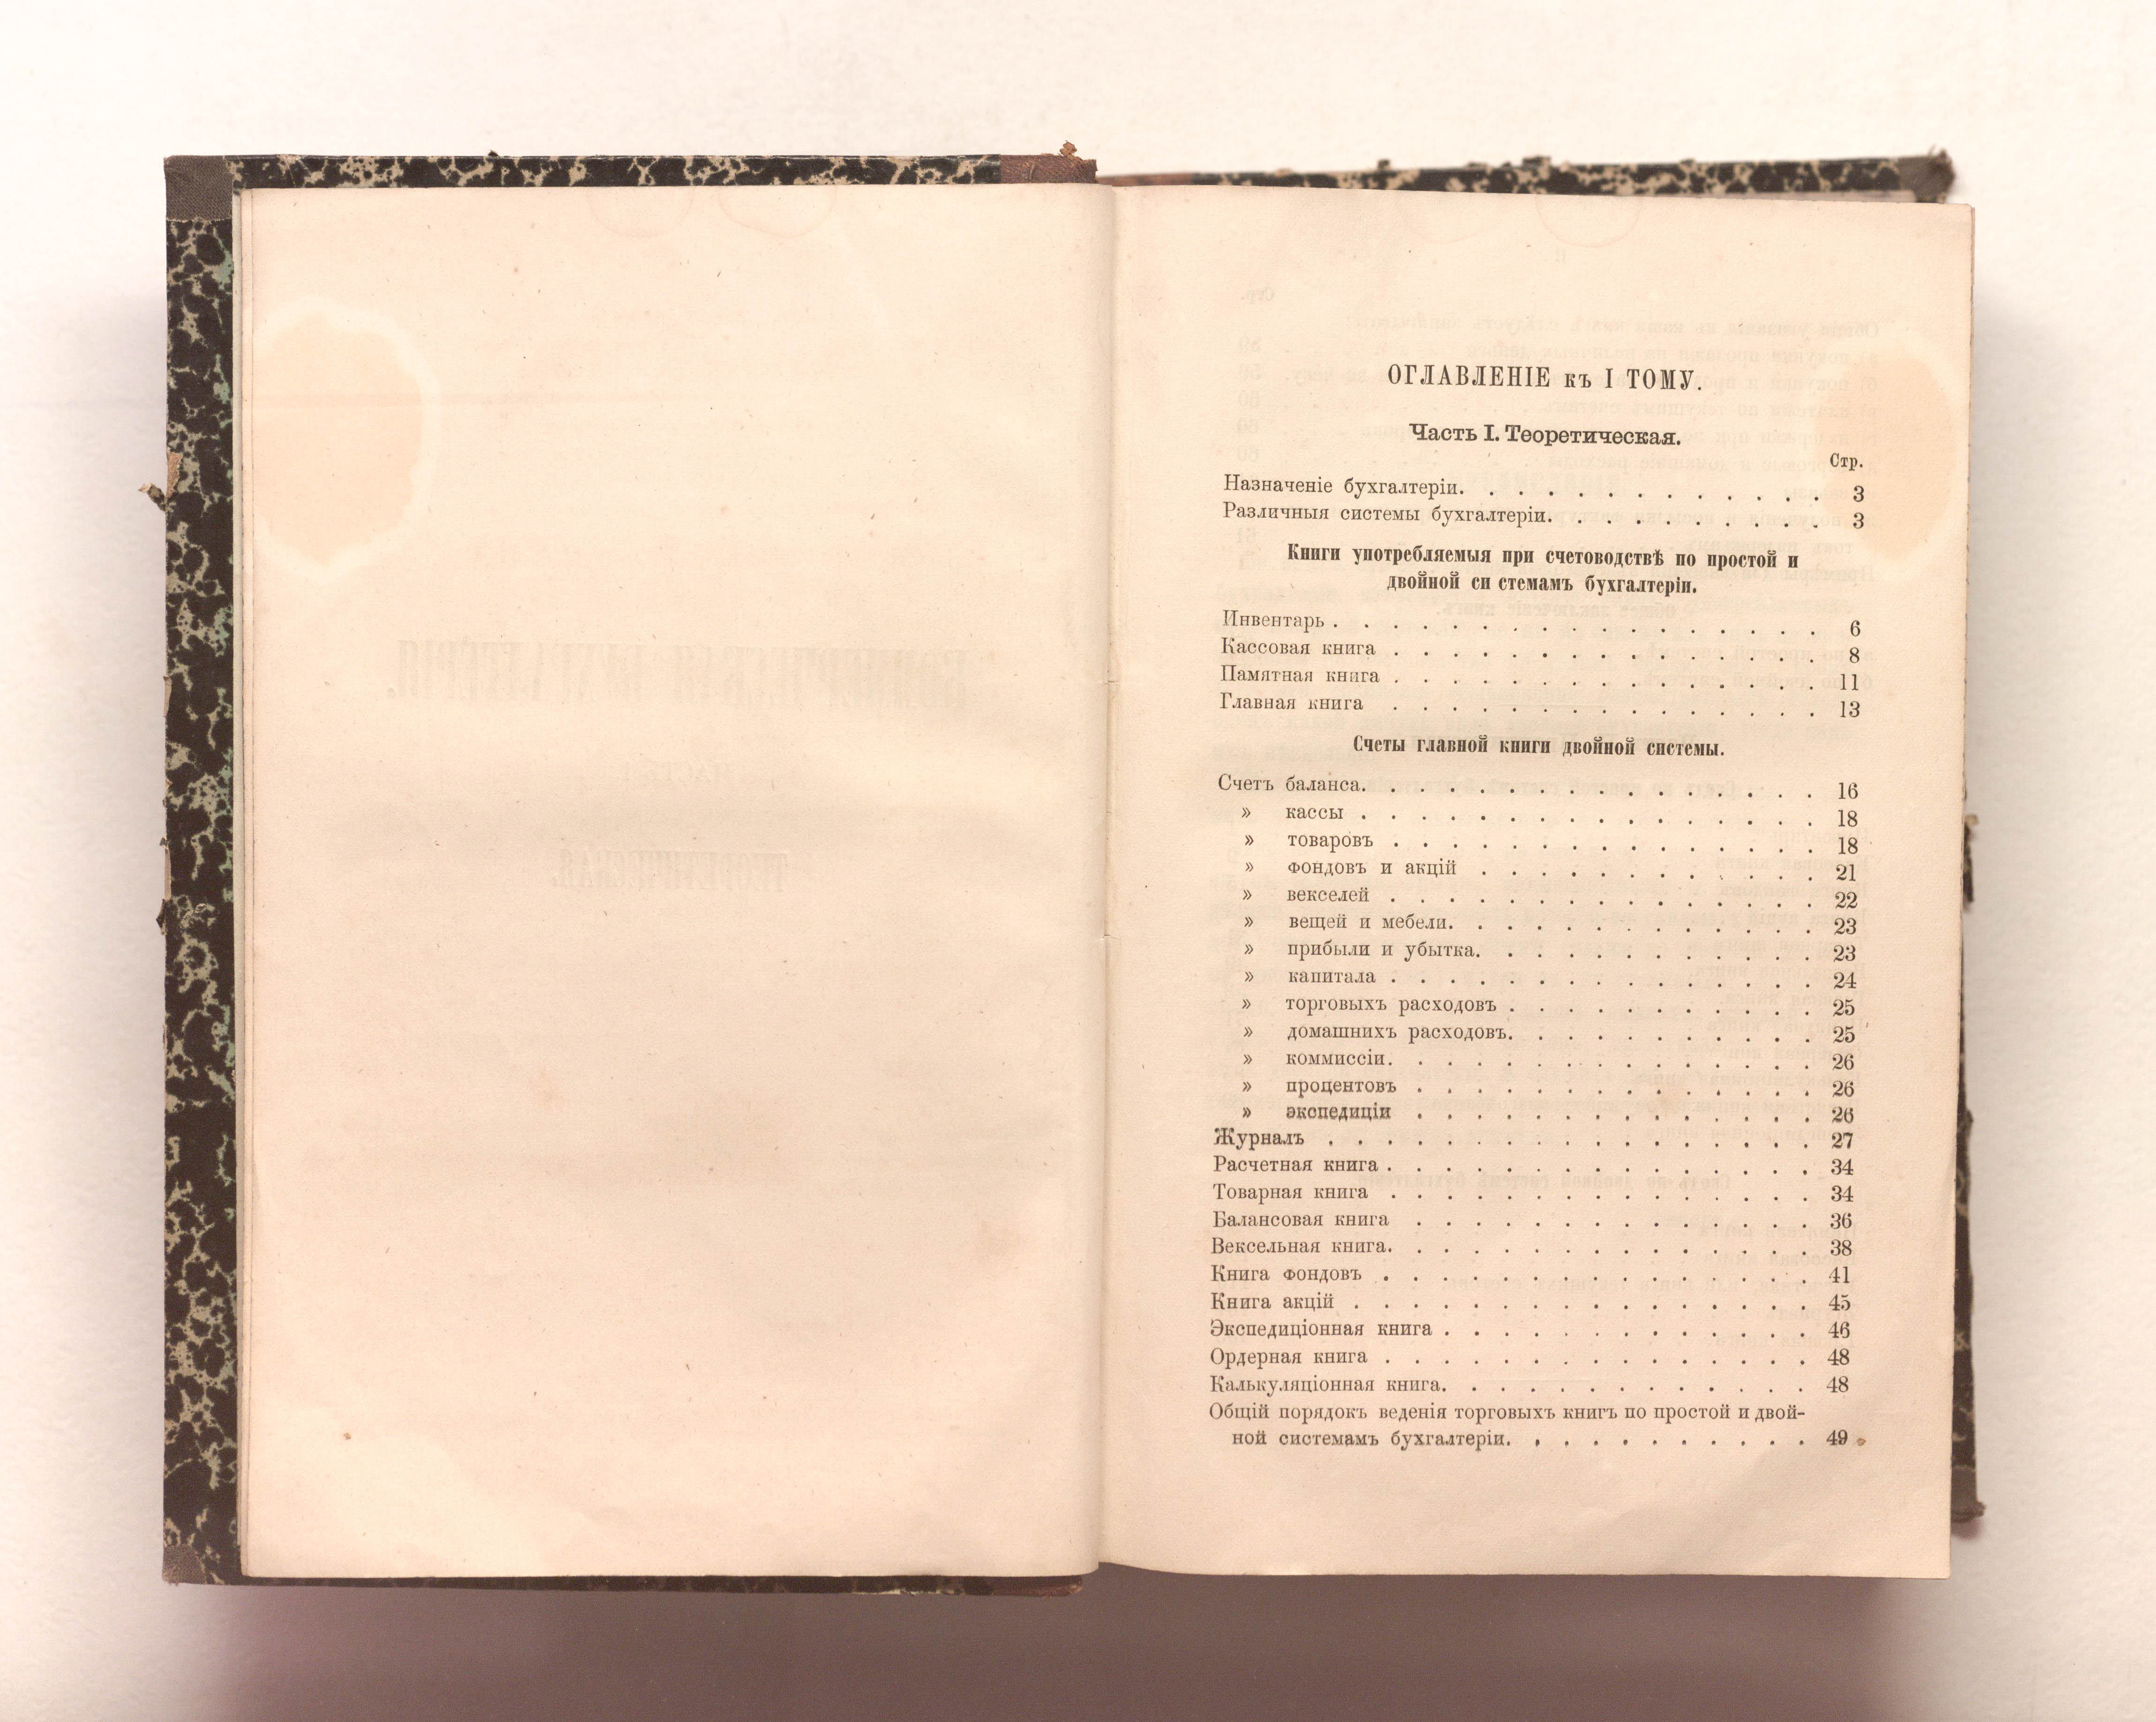 ОГЛАВЛЕНІЕ къ I ТОМУ.
Часть I. Теоретическая.
Стр.
Назначеніе бухгалтеріи. . . . . . . . . . . . . 3
Различныя системы бухгалтеріи. . . . . . . . . . 3
Книги употребляемыя при счетоводствѣ по простой и
двойной си стемамъ бухгалтеріи.
Инвентарь . . . . . . . . . . . . . . . . . 6
Кассовая книга . . . . . . . . . . . . . . . 8
Памятная книга . . . . . . . . . . . . . . . 11
Главная книга . . . . . . . . . . . . . . . 13
Счеты главной книги двойной системы.
Счетъ баланса. . . . . . . . . . . . . . . . 16
» кассы . . . . . . . . . . . . . . . . 18
» товаровъ . . . . . . . . . . . . . . . 18
» фондовъ и акцій . . . . . . . . . . . . 21
» векселей . . . . . . . . . . . . . . . 22
» вещей и мебели. . . . . . . . . . . . . 23
» прибыли и убытка. . . . . . . . . . . . 23
» капитала . . . . . . . . . . . . . . . 24
» торговыхъ расходовъ . . . . . . . . . . . 25
» домашнихъ расходовъ. . . . . . . . . . . 25
» коммиссіи. . . . . . . . . . . . . . . 26
» процентовъ . . . . . . . . . . . . . . 26
» экспедиціи . . . . . . . . . . . . . . 26
Журналъ . . . . . . . . . . . . . . . . . 27
Расчетная книга . . . . . . . . . . . . . . . 34
Товарная книга . . . . . . . . . . . . . . . 34
Балансовая книга . . . . . . . . . . . . . . 36
Вексельная книга. . . . . . . . . . . . . . . 38
Книга фондовъ . . . . . . . . . . . . . . . 41
Книга акцій . . . . . . . . . . . . . . . . 45
Экспедиціонная книга . . . . . . . . . . . . . 46
Ордерная книга . . . . . . . . . . . . . . . 48
Калькуляціонная книга. . . . . . . . . . . . . 48
Общій порядокъ веденія торговыхъ книгъ по простой и двой-
ной системамъ бухгалтеріи. . . . . . . . . . . 49